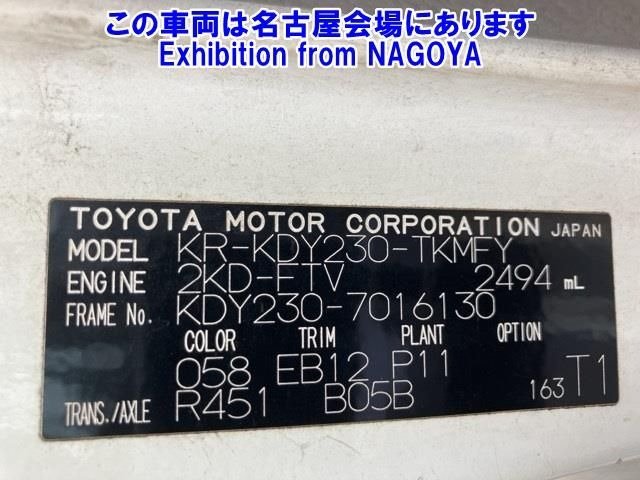 この車両は名古屋会場にあります
Exhibition from NAGOYA
TOYOTA MOTOR CORPORATION JAPAN
MODEL KR-KDY230-TKMFY
ENGINE 2KD-FTV 2494 mL
FRAME No. KDY230-7016130
COLOR TRIM PLANT OPTION
058 EB12 P11
TRANS./AXLE R451 B05B 163 T1